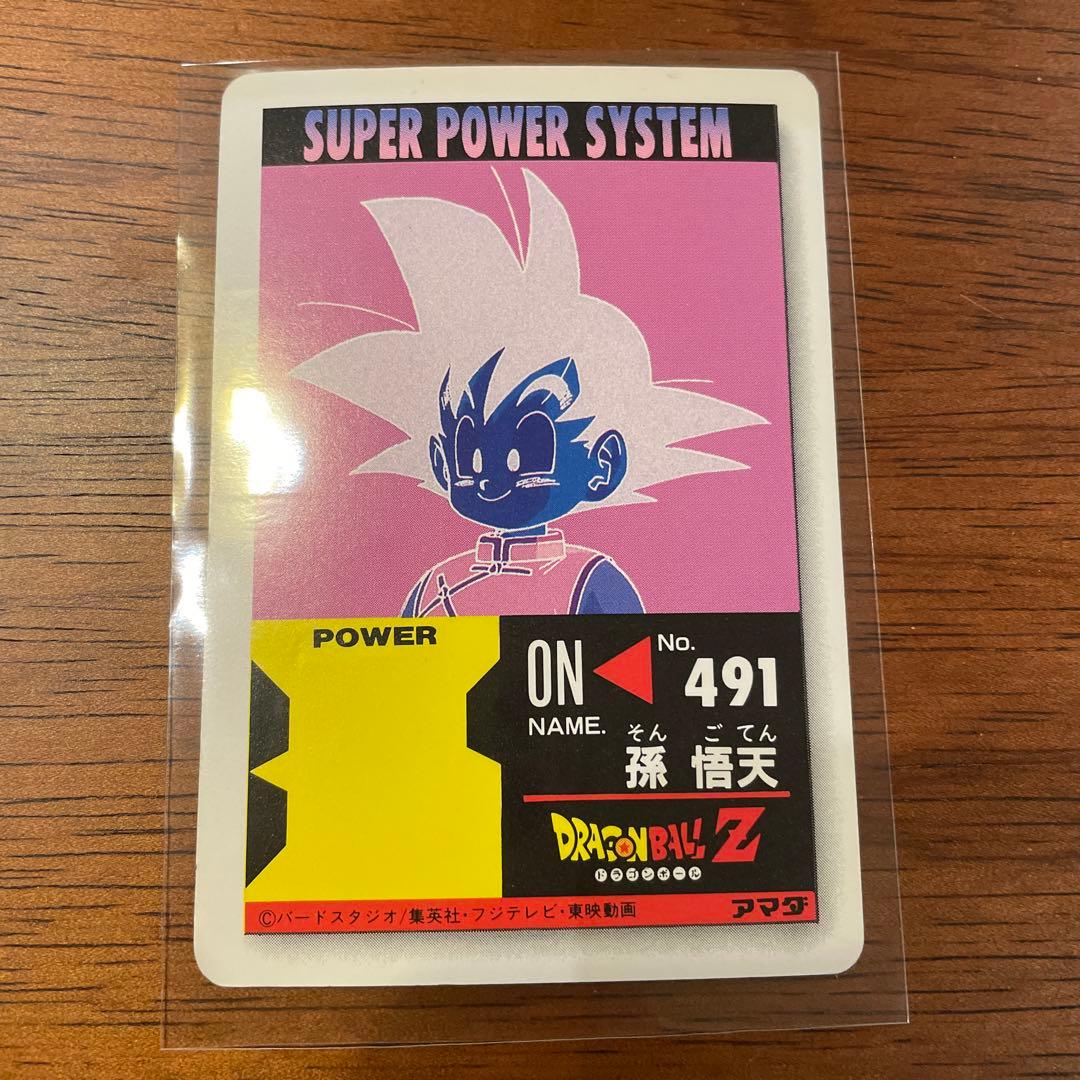 SUPER POWER SYSTEM
POWER
ON
No.
491
NAME.
そん ご てん
孫 悟天
DRAGON BALL Z
ドラゴンボール
©バードスタジオ/集英社・フジテレビ・東映動画
アマダ